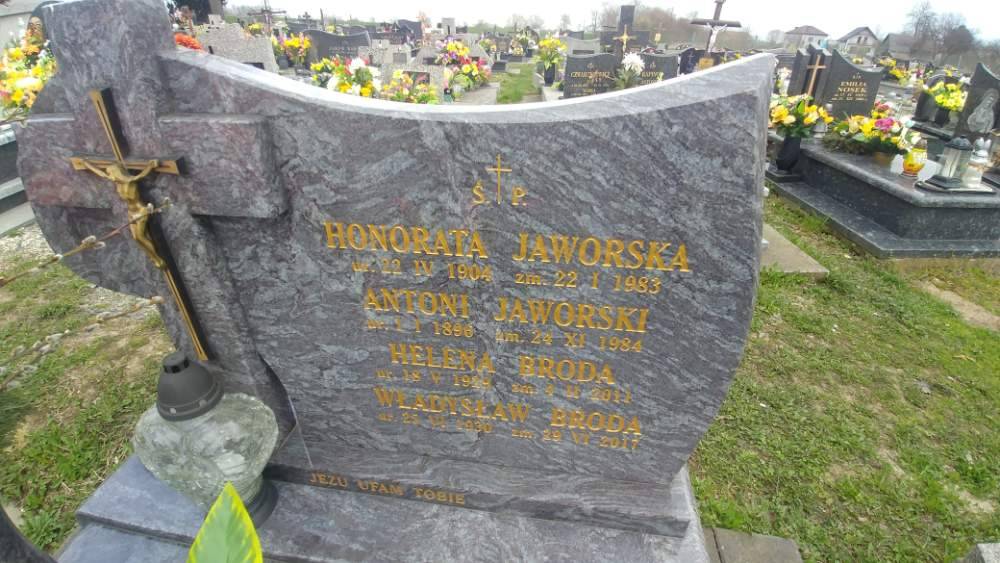 Ś. P.
HONORATA JAWORSKA
ur. 22 IV 1904 zm. 22 I 1983
ANTONI JAWORSKI
ur. 1 I 1896 zm. 24 XI 1984
HELENA BRODA
ur. 18 V zm. II 2011
WŁADYSŁAW BRODA
ur. 25 VI 1930 zm. 29 VI 2017
JEZU UFAM TOBIE
EMILIA
NOSEK